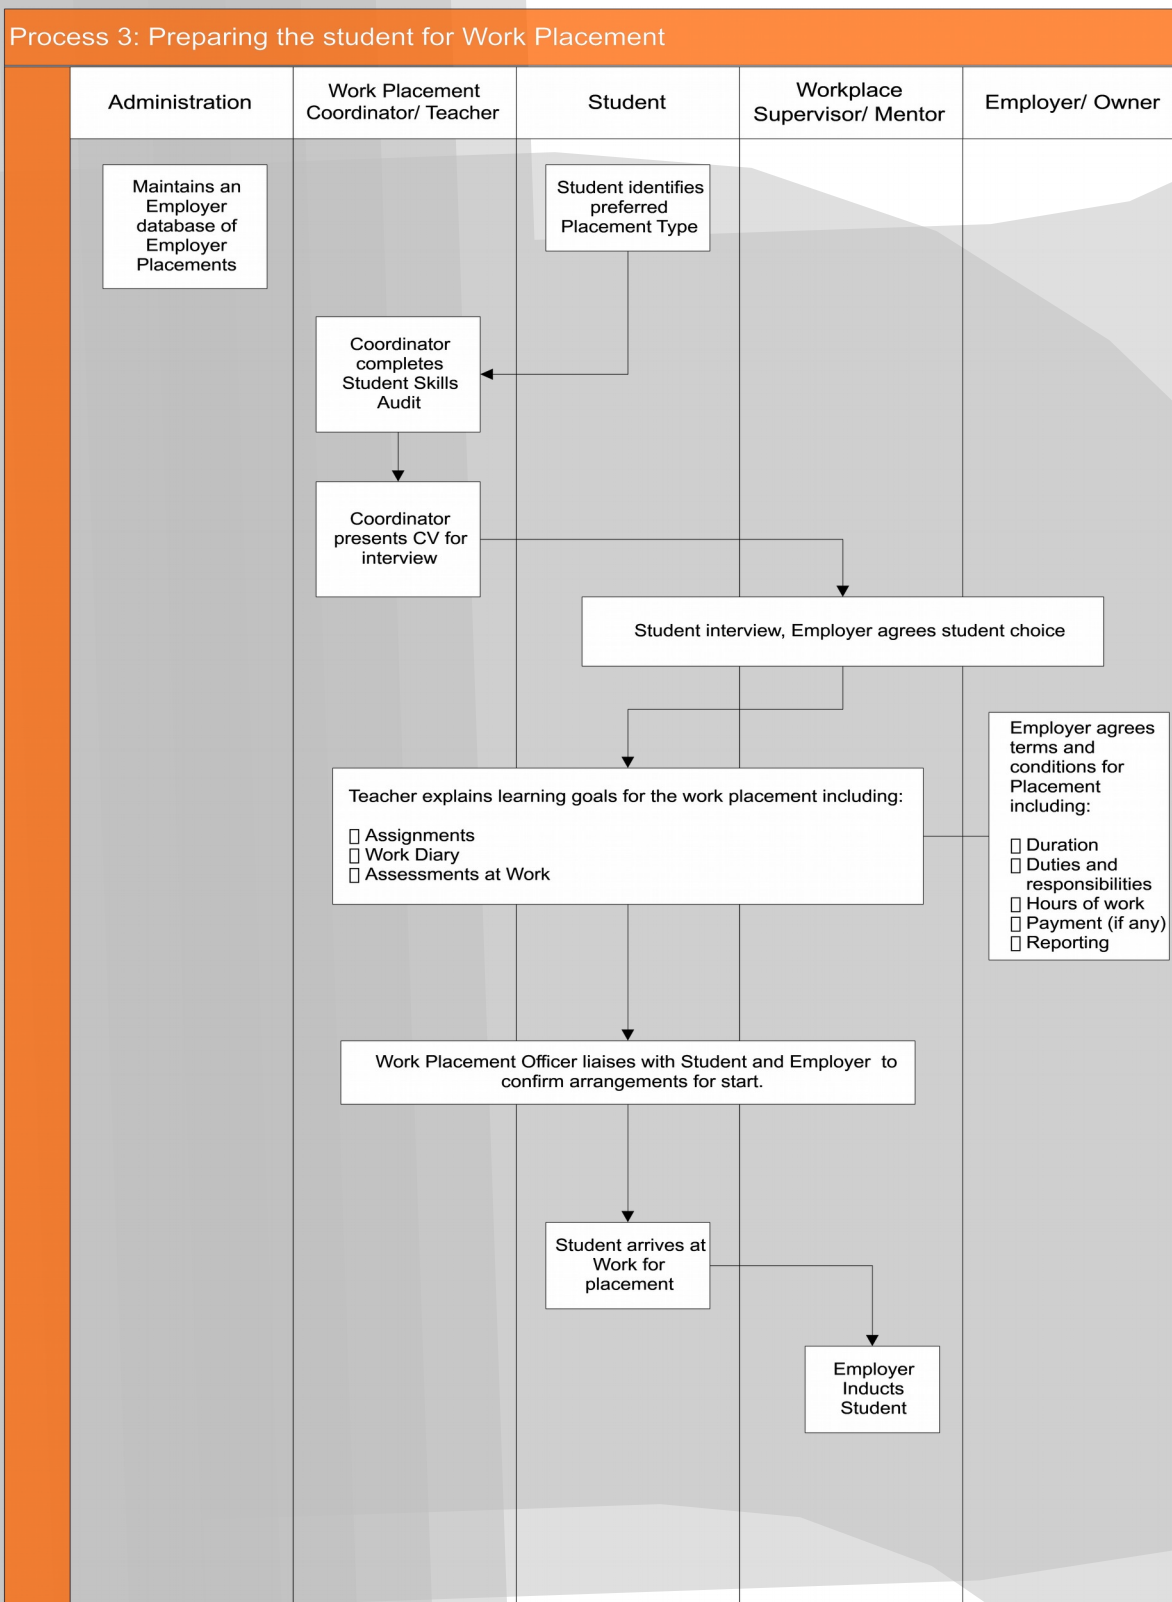 Process 3: Preparing the student for Work Placement
Administration
Work Placement
Coordinator/ Teacher
Student
Workplace
Supervisor/ Mentor
Employer/ Owner
Maintains an
Employer
database of
Employer
Placements
Student identifies
preferred
Placement Type
Coordinator
completes
Student Skills
Audit
Coordinator
presents CV for
interview
Student interview, Employer agrees student choice
Teacher explains learning goals for the work placement including:
▯ Assignments
▯ Work Diary
▯ Assessments at Work
Employer agrees
terms and
conditions for
Placement
including:
▯ Duration
▯ Duties and
responsibilities
▯ Hours of work
▯ Payment (if any)
▯ Reporting
Work Placement Officer liaises with Student and Employer to
confirm arrangements for start.
Student arrives at
Work for
placement
Employer
Inducts
Student